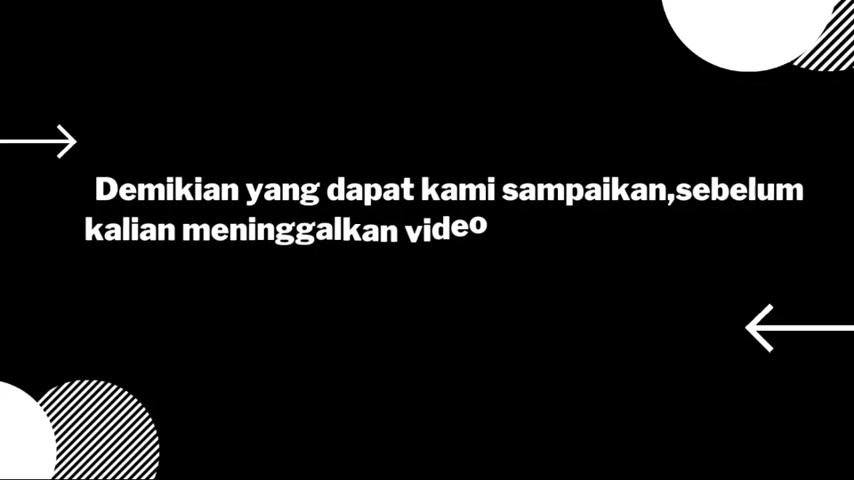 Demikian yang dapat kami sampaikan,sebelum
kalian meninggalkan video